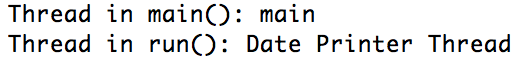 Thread in main(): main
Thread in run(): Date Printer Thread